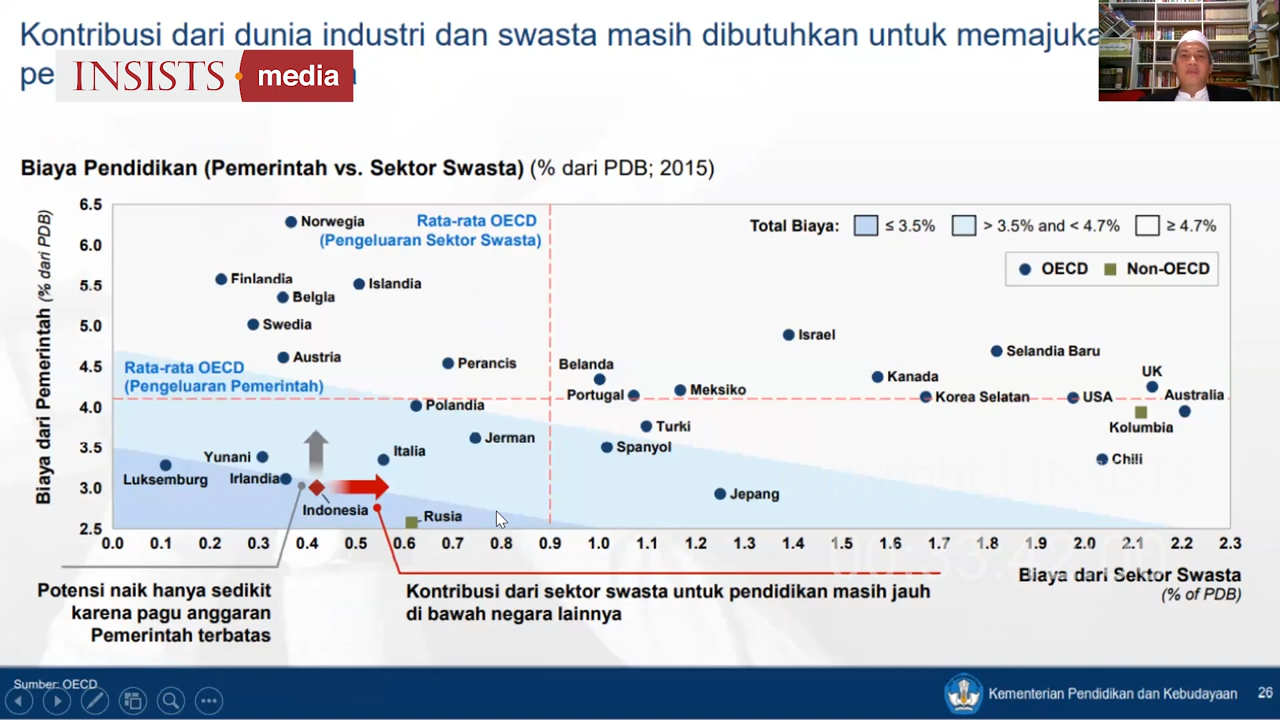 Kontribusi dari dunia industri dan swasta masih dibutuhkan untuk memajuka
pe
INSISTS media
Biaya Pendidikan (Pemerintah vs. Sektor Swasta) (% dari PDB; 2015)
Biaya dari Pemerintah (% dari PDB)
6.5
6.0
5.5
5.0
4.5
4.0
3.5
3.0
2.5
Rata-rata OECD
(Pengeluaran Sektor Swasta)
Total Biaya: ≤ 3.5% > 3.5% and < 4.7% ≥ 4.7%
OECD Non-OECD
Norwegia
Finlandia
Islandia
Belgia
Swedia
Austria
Perancis
Rata-rata OECD
(Pengeluaran Pemerintah)
Israel
Selandia Baru
Belanda
Kanada
UK
Portugal
Meksiko
Korea Selatan
USA
Australia
Polandia
Turki
Kolumbia
Jerman
Spanyol
Italia
Yunani
Chili
Luksemburg
Irlandia
Jepang
Indonesia
Rusia
0.0 0.1 0.2 0.3 0.4 0.5 0.6 0.7 0.8 0.9 1.0 1.1 1.2 1.3 1.4 1.5 1.6 1.7 1.8 1.9 2.0 2.1 2.2 2.3
Biaya dari Sektor Swasta
(% of PDB)
Potensi naik hanya sedikit
karena pagu anggaran
Pemerintah terbatas
Kontribusi dari sektor swasta untuk pendidikan masih jauh
di bawah negara lainnya
Sumber: OECD
Kementerian Pendidikan dan Kebudayaan 26